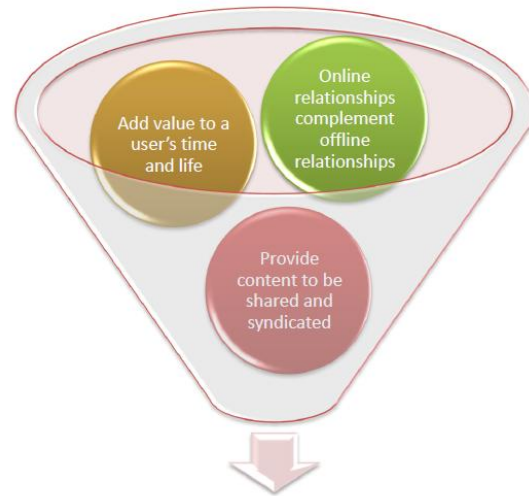 Add value to a
user's time
and life
Online
relationships
complement
offline
relationships
Provide
content to be
shared and
syndicated